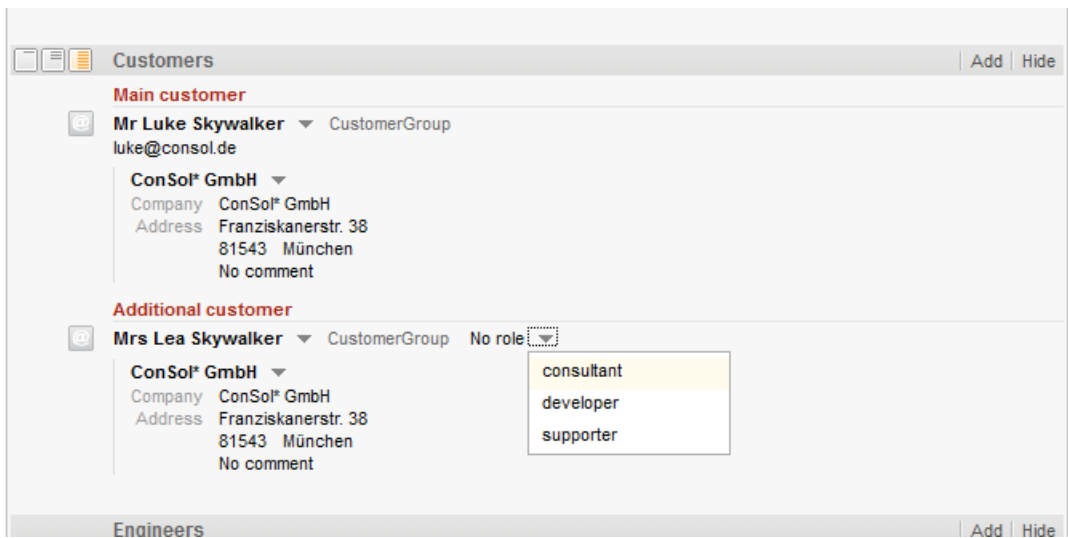 Customers Add Hide
Main customer
@ Mr Luke Skywalker CustomerGroup
luke@consol.de
ConSol* GmbH
Company ConSol* GmbH
Address Franziskanerstr. 38
81543 München
No comment
Additional customer
@ Mrs Lea Skywalker CustomerGroup No role
ConSol* GmbH
consultant
Company ConSol* GmbH
developer
Address Franziskanerstr. 38
81543 München
supporter
No comment
Engineers Add Hide